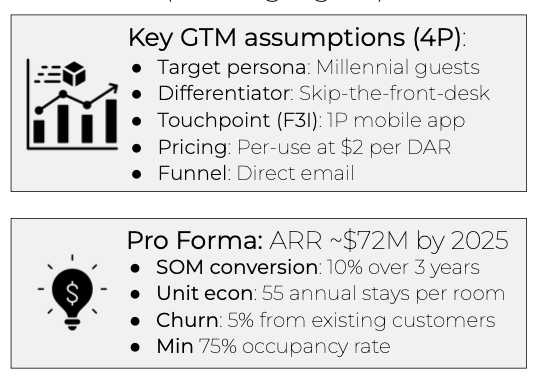 Key GTM assumptions (4P):
● Target persona: Millennial guests
● Differentiator: Skip-the-front-desk
● Touchpoint (F3I): 1P mobile app
● Pricing: Per-use at $2 per DAR
● Funnel: Direct email
$
Pro Forma: ARR ~$72M by 2025
● SOM conversion: 10% over 3 years
● Unit econ: 55 annual stays per room
● Churn: 5% from existing customers
● Min 75% occupancy rate